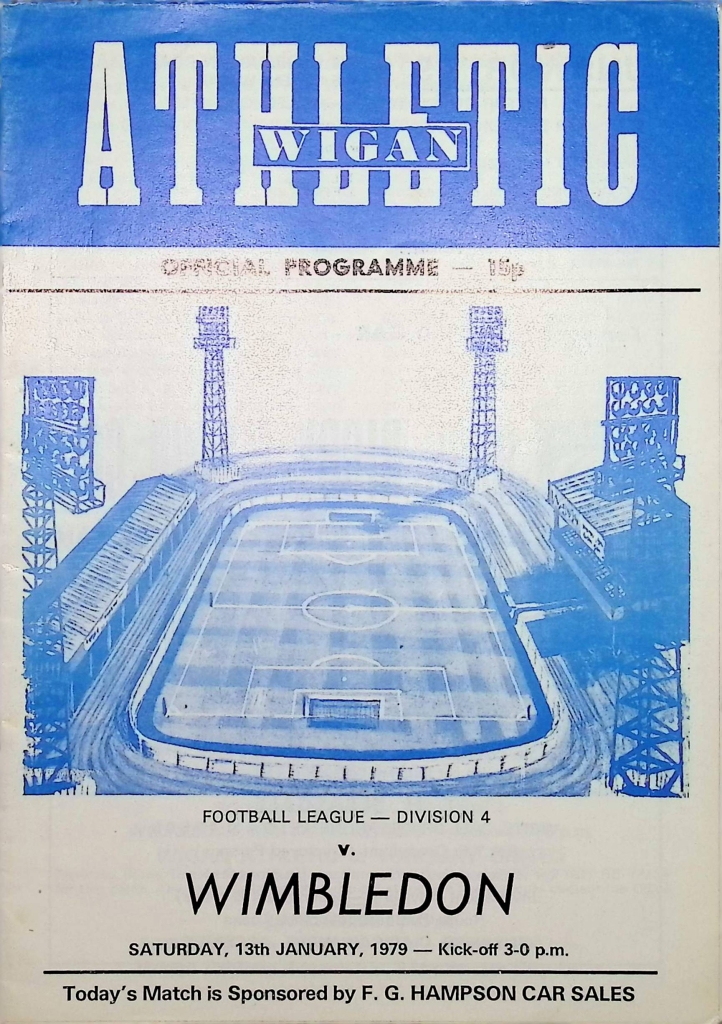 ATHLETIC
WIGAN
OFFICIAL PROGRAMME — 15p
FOOTBALL LEAGUE — DIVISION 4
v.
WIMBLEDON
SATURDAY, 13th JANUARY, 1979 — Kick-off 3-0 p.m.
Today's Match is Sponsored by F. G. HAMPSON CAR SALES